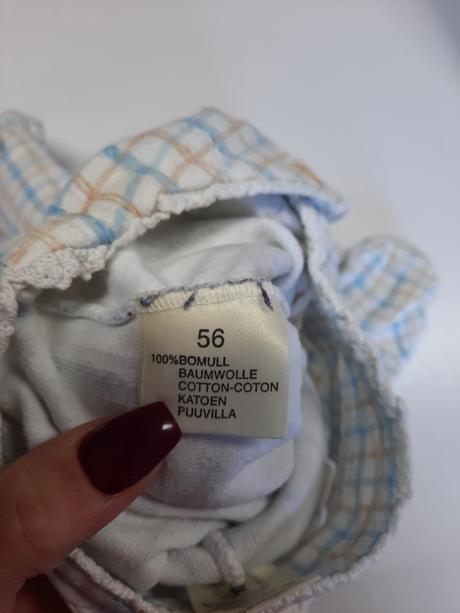 56
100%BOMULL
BAUMWOLLE
COTTON-COTON
KATOEN
PUUVILLA